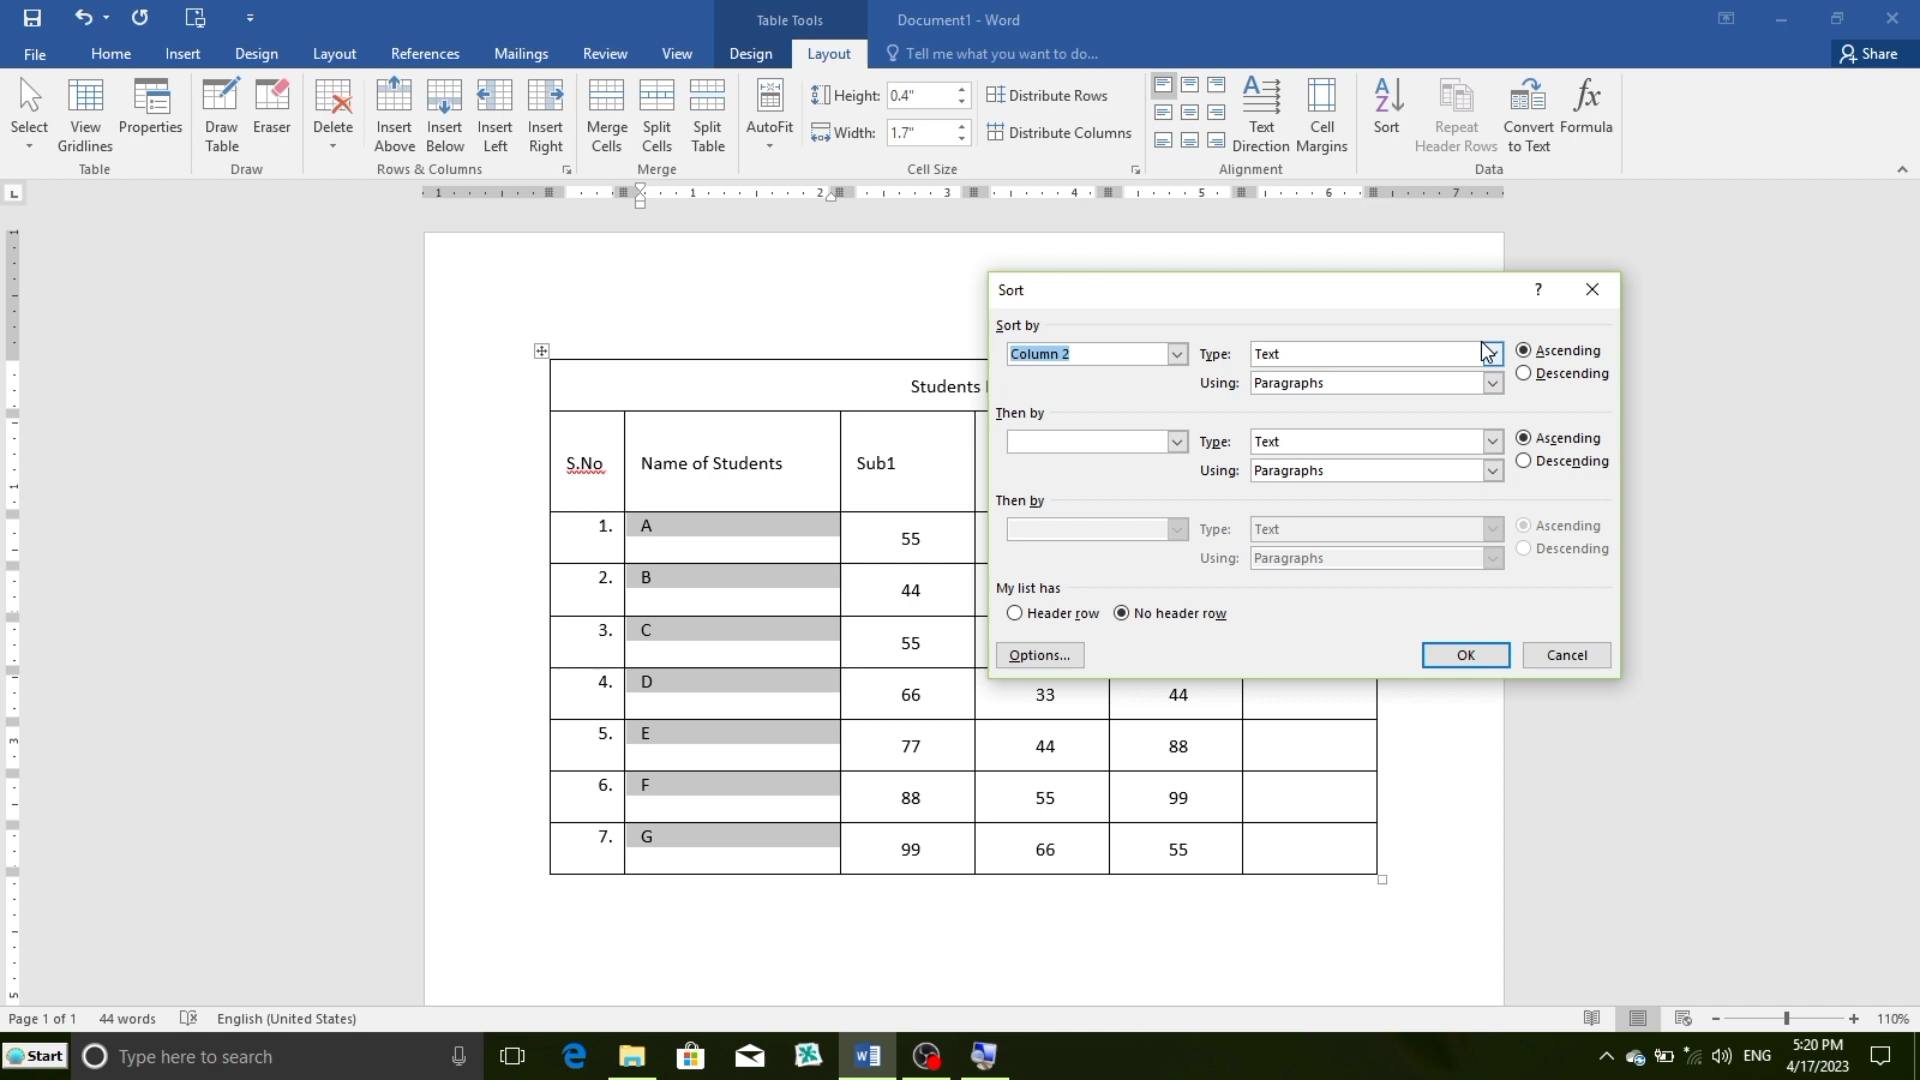 Table Tools
Document1 - Word
File Home Insert Design Layout References Mailings Review View Design Layout Tell me what you want to do... Share
Select View Gridlines Properties
Table
Draw Table Eraser
Draw
Delete Insert Above Insert Below Insert Left Insert Right
Rows & Columns
Merge Cells Split Cells Split Table
Merge
AutoFit Height: 0.4" Distribute Rows
Width: 1.7" Distribute Columns
Cell Size
Text Direction Cell Margins
Alignment
Sort Repeat Header Rows Convert to Text Formula
Data
1 1 2 3 4 5 6 7
Students
S.No Name of Students Sub1
1. A 55
2. B 44
3. C 55
4. D 66 33 44
5. E 77 44 88
6. F 88 55 99
7. G 99 66 55
Sort
Sort by
Column 2 Type: Text Ascending
Using: Paragraphs Descending
Then by
Type: Text Ascending
Using: Paragraphs Descending
Then by
Type: Text Ascending
Using: Paragraphs Descending
My list has
Header row No header row
Options... OK Cancel
Page 1 of 1 44 words English (United States) 110%
Start Type here to search ENG 5:20 PM
4/17/2023